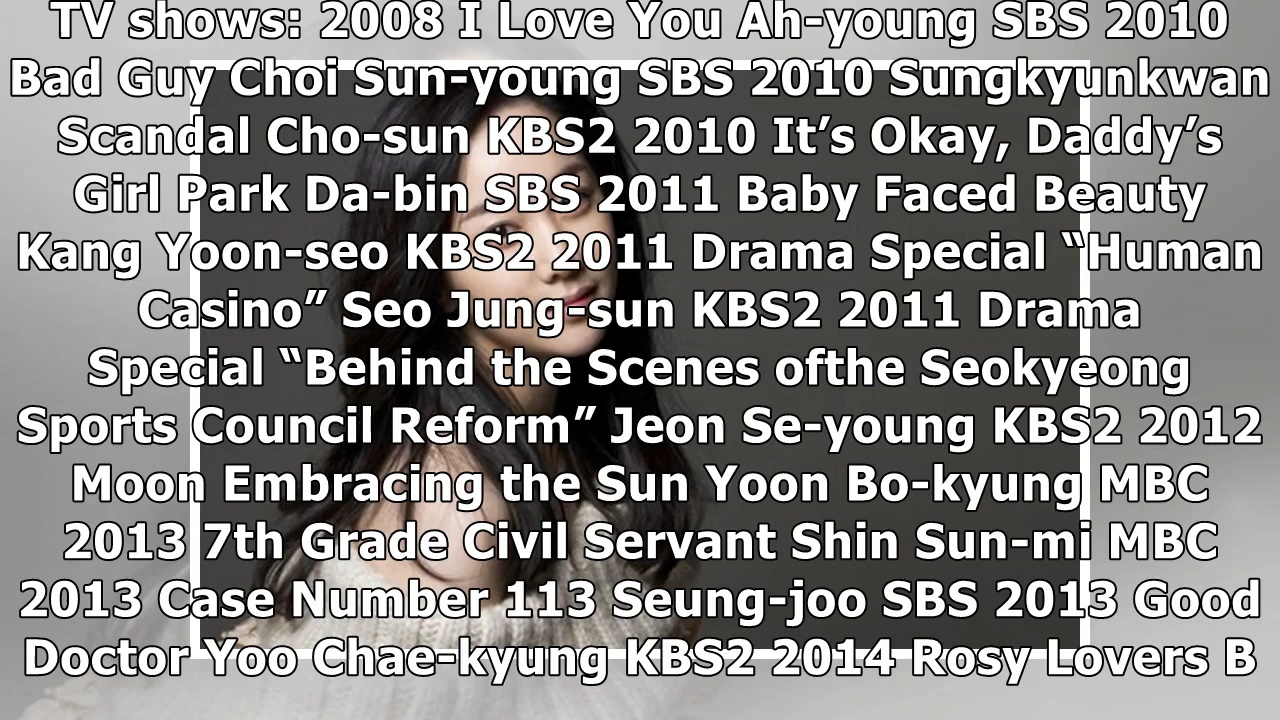 TV shows: 2008 I Love You Ah-young SBS 2010
Bad Guy Choi Sun-young SBS 2010 Sungkyunkwan
Scandal Cho-sun KBS2 2010 It’s Okay, Daddy’s
Girl Park Da-bin SBS 2011 Baby Faced Beauty
Kang Yoon-seo KBS2 2011 Drama Special “Human
Casino” Seo Jung-sun KBS2 2011 Drama
Special “Behind the Scenes ofthe Seokyeong
Sports Council Reform” Jeon Se-young KBS2 2012
Moon Embracing the Sun Yoon Bo-kyung MBC
2013 7th Grade Civil Servant Shin Sun-mi MBC
2013 Case Number 113 Seung-joo SBS 2013 Good
Doctor Yoo Chae-kyung KBS2 2014 Rosy Lovers B